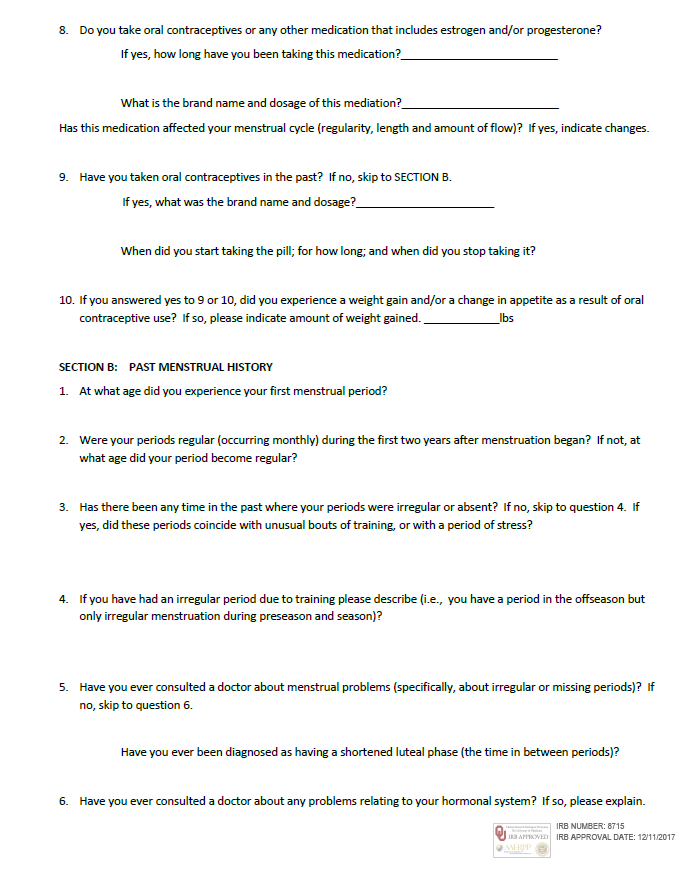 8. Do you take oral contraceptives or any other medication that includes estrogen and/or progesterone?
If yes, how long have you been taking this medication?
What is the brand name and dosage of this mediation?
Has this medication affected your menstrual cycle (regularity, length and amount of flow)? If yes, indicate changes.
9. Have you taken oral contraceptives in the past? If no, skip to SECTION B.
If yes, what was the brand name and dosage?
When did you start taking the pill; for how long; and when did you stop taking it?
10. If you answered yes to 9 or 10, did you experience a weight gain and/or a change in appetite as a result of oral
contraceptive use? If so, please indicate amount of weight gained. ____________lbs
SECTION B: PAST MENSTRUAL HISTORY
1. At what age did you experience your first menstrual period?
2. Were your periods regular (occurring monthly) during the first two years after menstruation began? If not, at
what age did your period become regular?
3. Has there been any time in the past where your periods were irregular or absent? If no, skip to question 4. If
yes, did these periods coincide with unusual bouts of training, or with a period of stress?
4. If you have had an irregular period due to training please describe (i.e., you have a period in the offseason but
only irregular menstruation during preseason and season)?
5. Have you ever consulted a doctor about menstrual problems (specifically, about irregular or missing periods)? If
no, skip to question 6.
Have you ever been diagnosed as having a shortened luteal phase (the time in between periods)?
6. Have you ever consulted a doctor about any problems relating to your hormonal system? If so, please explain.
IRB APPROVED
AAHRPP
IRB NUMBER: 8715
IRB APPROVAL DATE: 12/11/2017